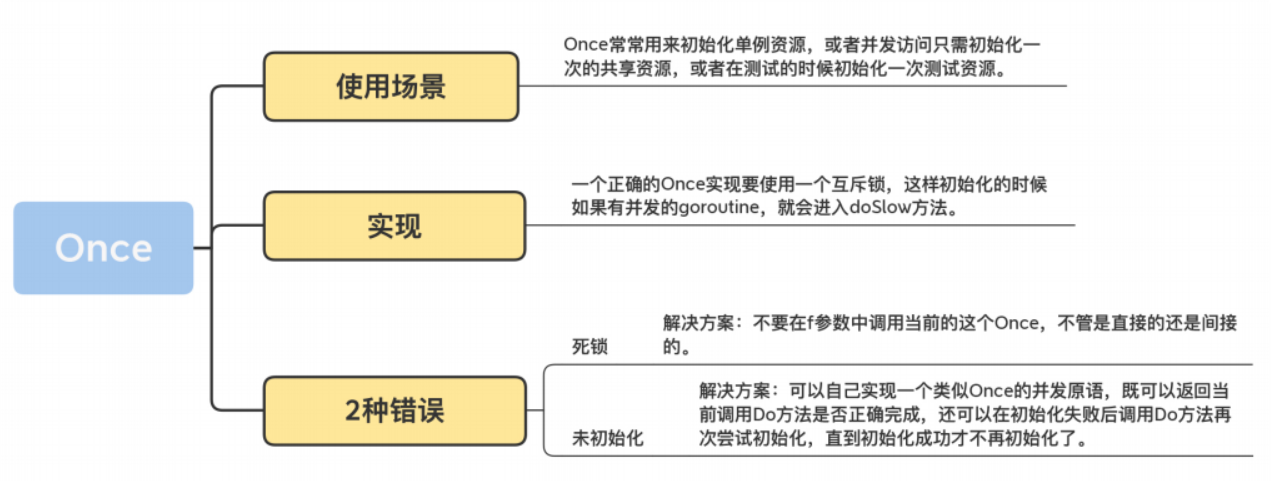 Once
使用场景
Once常常用来初始化单例资源，或者并发访问只需初始化一
次的共享资源，或者在测试的时候初始化一次测试资源。
实现
一个正确的Once实现要使用一个互斥锁，这样初始化的时候
如果有并发的goroutine，就会进入doSlow方法。
2种错误
死锁
解决方案：不要在f参数中调用当前的这个Once，不管是直接的还是间接
的。
未初始化
解决方案：可以自己实现一个类似Once的并发原语，既可以返回当
前调用Do方法是否正确完成，还可以在初始化失败后调用Do方法再
次尝试初始化，直到初始化成功才不再初始化了。